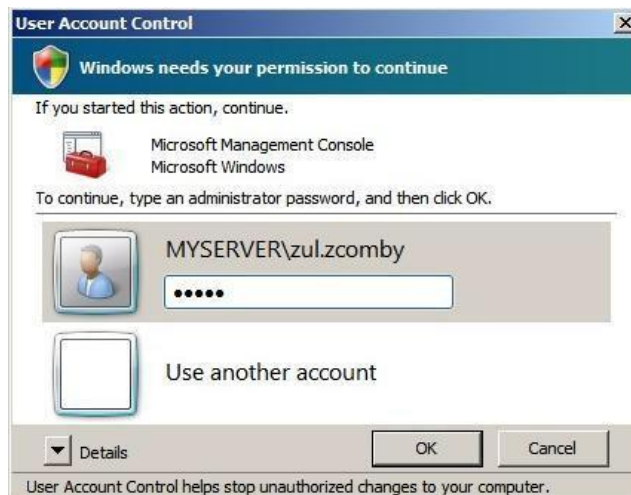 User Account Control
Windows needs your permission to continue
If you started this action, continue.
Microsoft Management Console
Microsoft Windows
To continue, type an administrator password, and then click OK.
MYSERVER\zul.zcomby
•••••
Use another account
Details
OK
Cancel
User Account Control helps stop unauthorized changes to your computer.